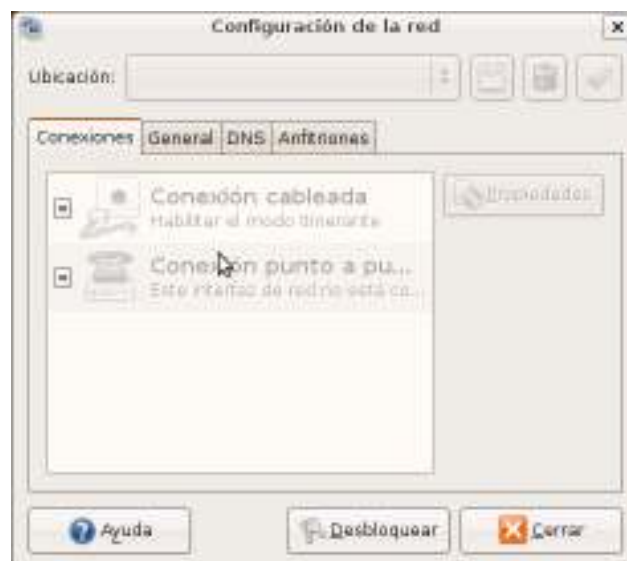 Configuración de la red
Ubicación:
Conexiones General DNS Anfitriones
Conexión cableada
Habilitar el modo itinerante
Propiedades
Conexión punto a pu...
Este interfaz de red no está co...
Ayuda
Desbloquear
Cerrar